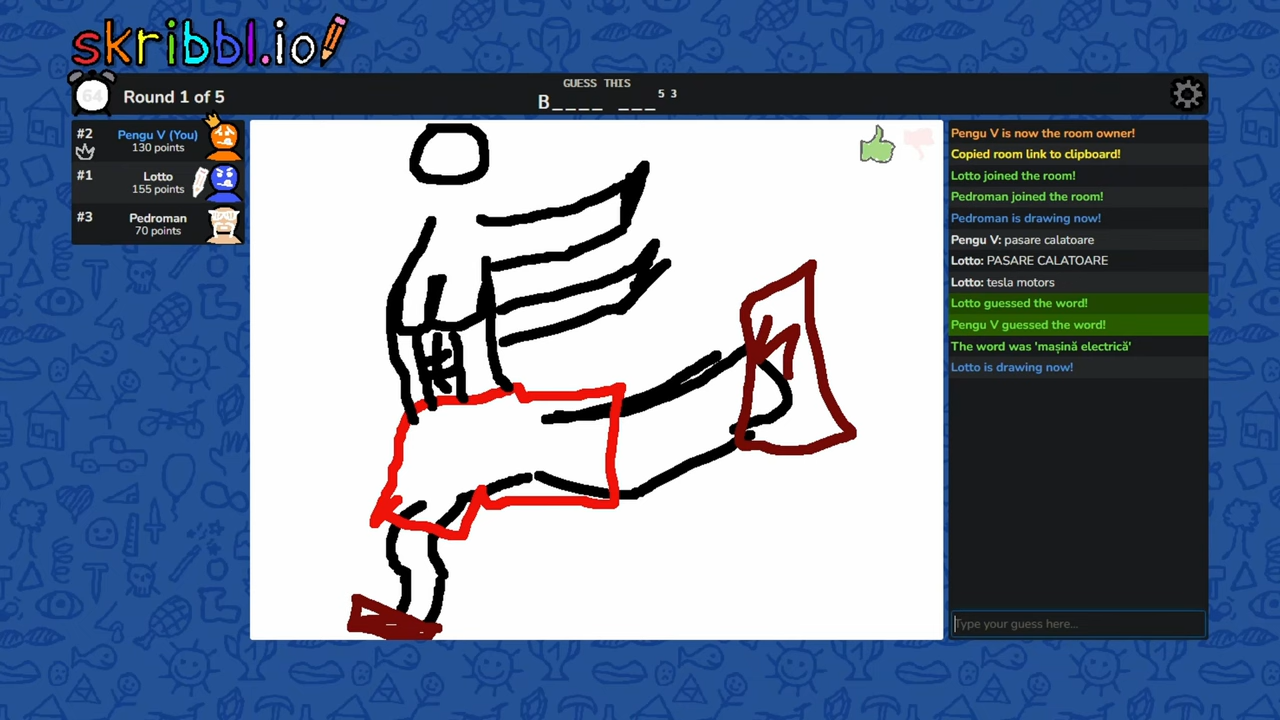 skribbl.io
64
Round 1 of 5
GUESS THIS
B____ ___ 5 3
#2
Pengu V (You)
130 points
#1
Lotto
155 points
#3
Pedroman
70 points
Pengu V is now the room owner!
Copied room link to clipboard!
Lotto joined the room!
Pedroman joined the room!
Pedroman is drawing now!
Pengu V: pasare calatoare
Lotto: PASARE CALATOARE
Lotto: tesla motors
Lotto guessed the word!
Pengu V guessed the word!
The word was 'mașină electrică'
Lotto is drawing now!
Type your guess here...